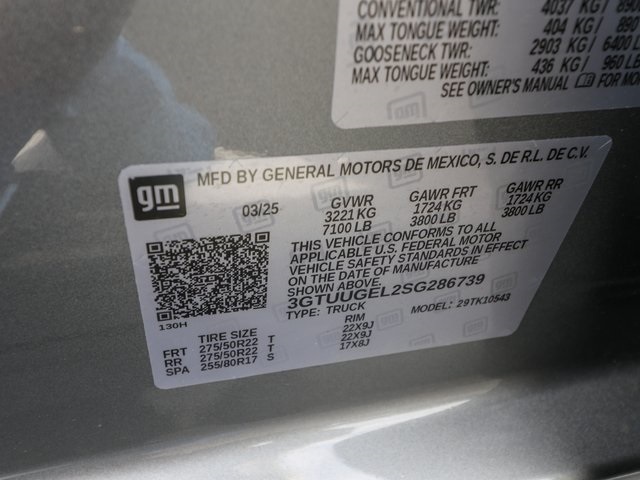 CONVENTIONAL TWR: 4037 KG/ 890
MAX TONGUE WEIGHT: 404 KG/ 890
GOOSENECK TWR: 2903 KG/ 6400 L
MAX TONGUE WEIGHT: 436 KG/ 960 LB
SEE OWNER'S MANUAL FOR MO
gm
MFD BY GENERAL MOTORS DE MEXICO, S. DE R.L. DE C.V.
03/25 GVWR GAWR FRT GAWR RR
3221 KG 1724 KG 1724 KG
7100 LB 3800 LB 3800 LB
THIS VEHICLE CONFORMS TO ALL
APPLICABLE U.S. FEDERAL MOTOR
VEHICLE SAFETY STANDARDS IN EFFECT
ON THE DATE OF MANUFACTURE
3GTUUGEL2SG286739
130H TYPE: TRUCK MODEL: 29TK10543
TIRE SIZE RIM
FRT 275/50R22 T 22X9J
RR 275/50R22 T 22X9J
SPA 255/80R17 S 17X8J